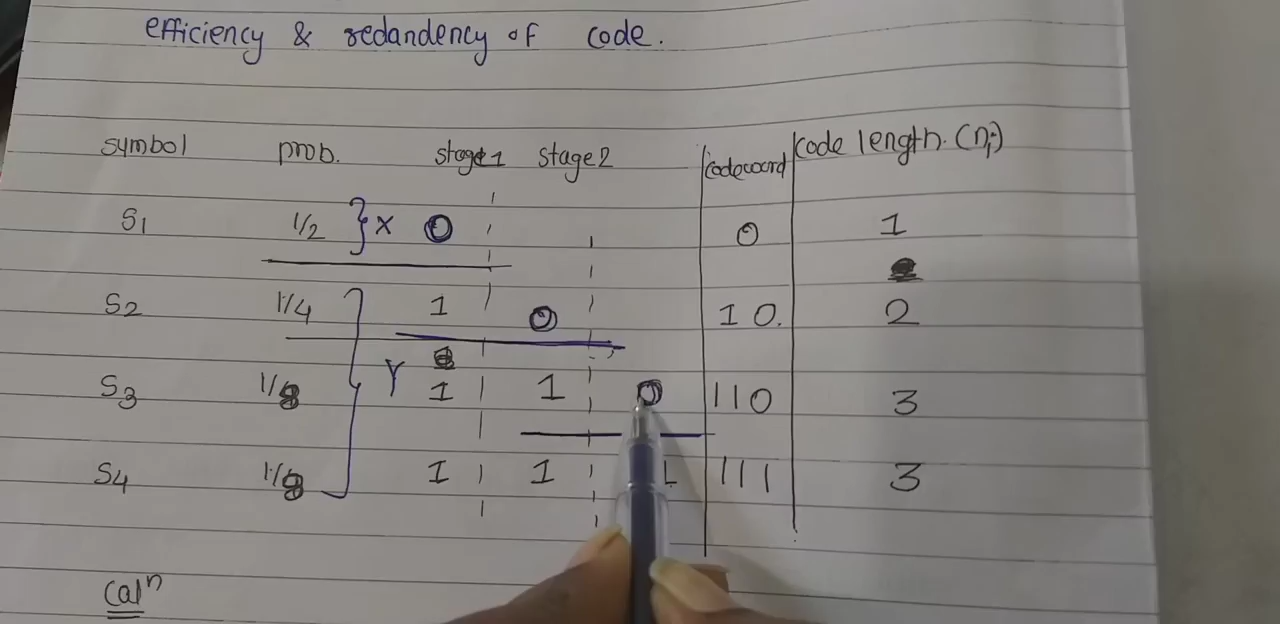 efficiency & redandency of code.
symbol prob. stage1 stage2 codeword code length. (ni)
S1 1/2 } X 0 0 1
S2 1/4 1 0 10. 2
S3 1/8 Y 1 1 0 110 3
S4 1/8 1 1 1 111 3
Calⁿ